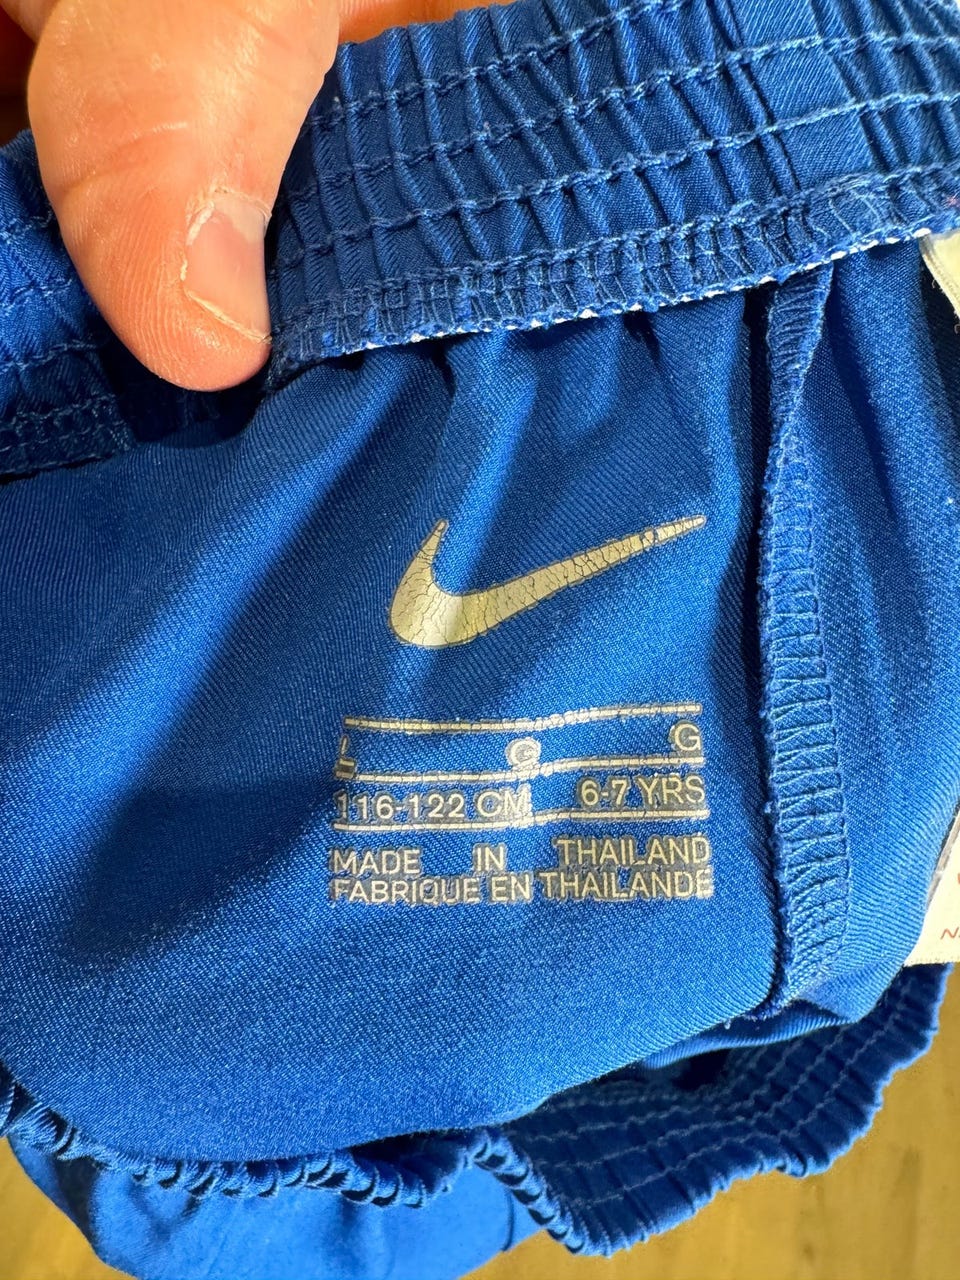 L G G
116-122 CM 6-7 YRS
MADE IN THAILAND
FABRIQUE EN THAILANDE